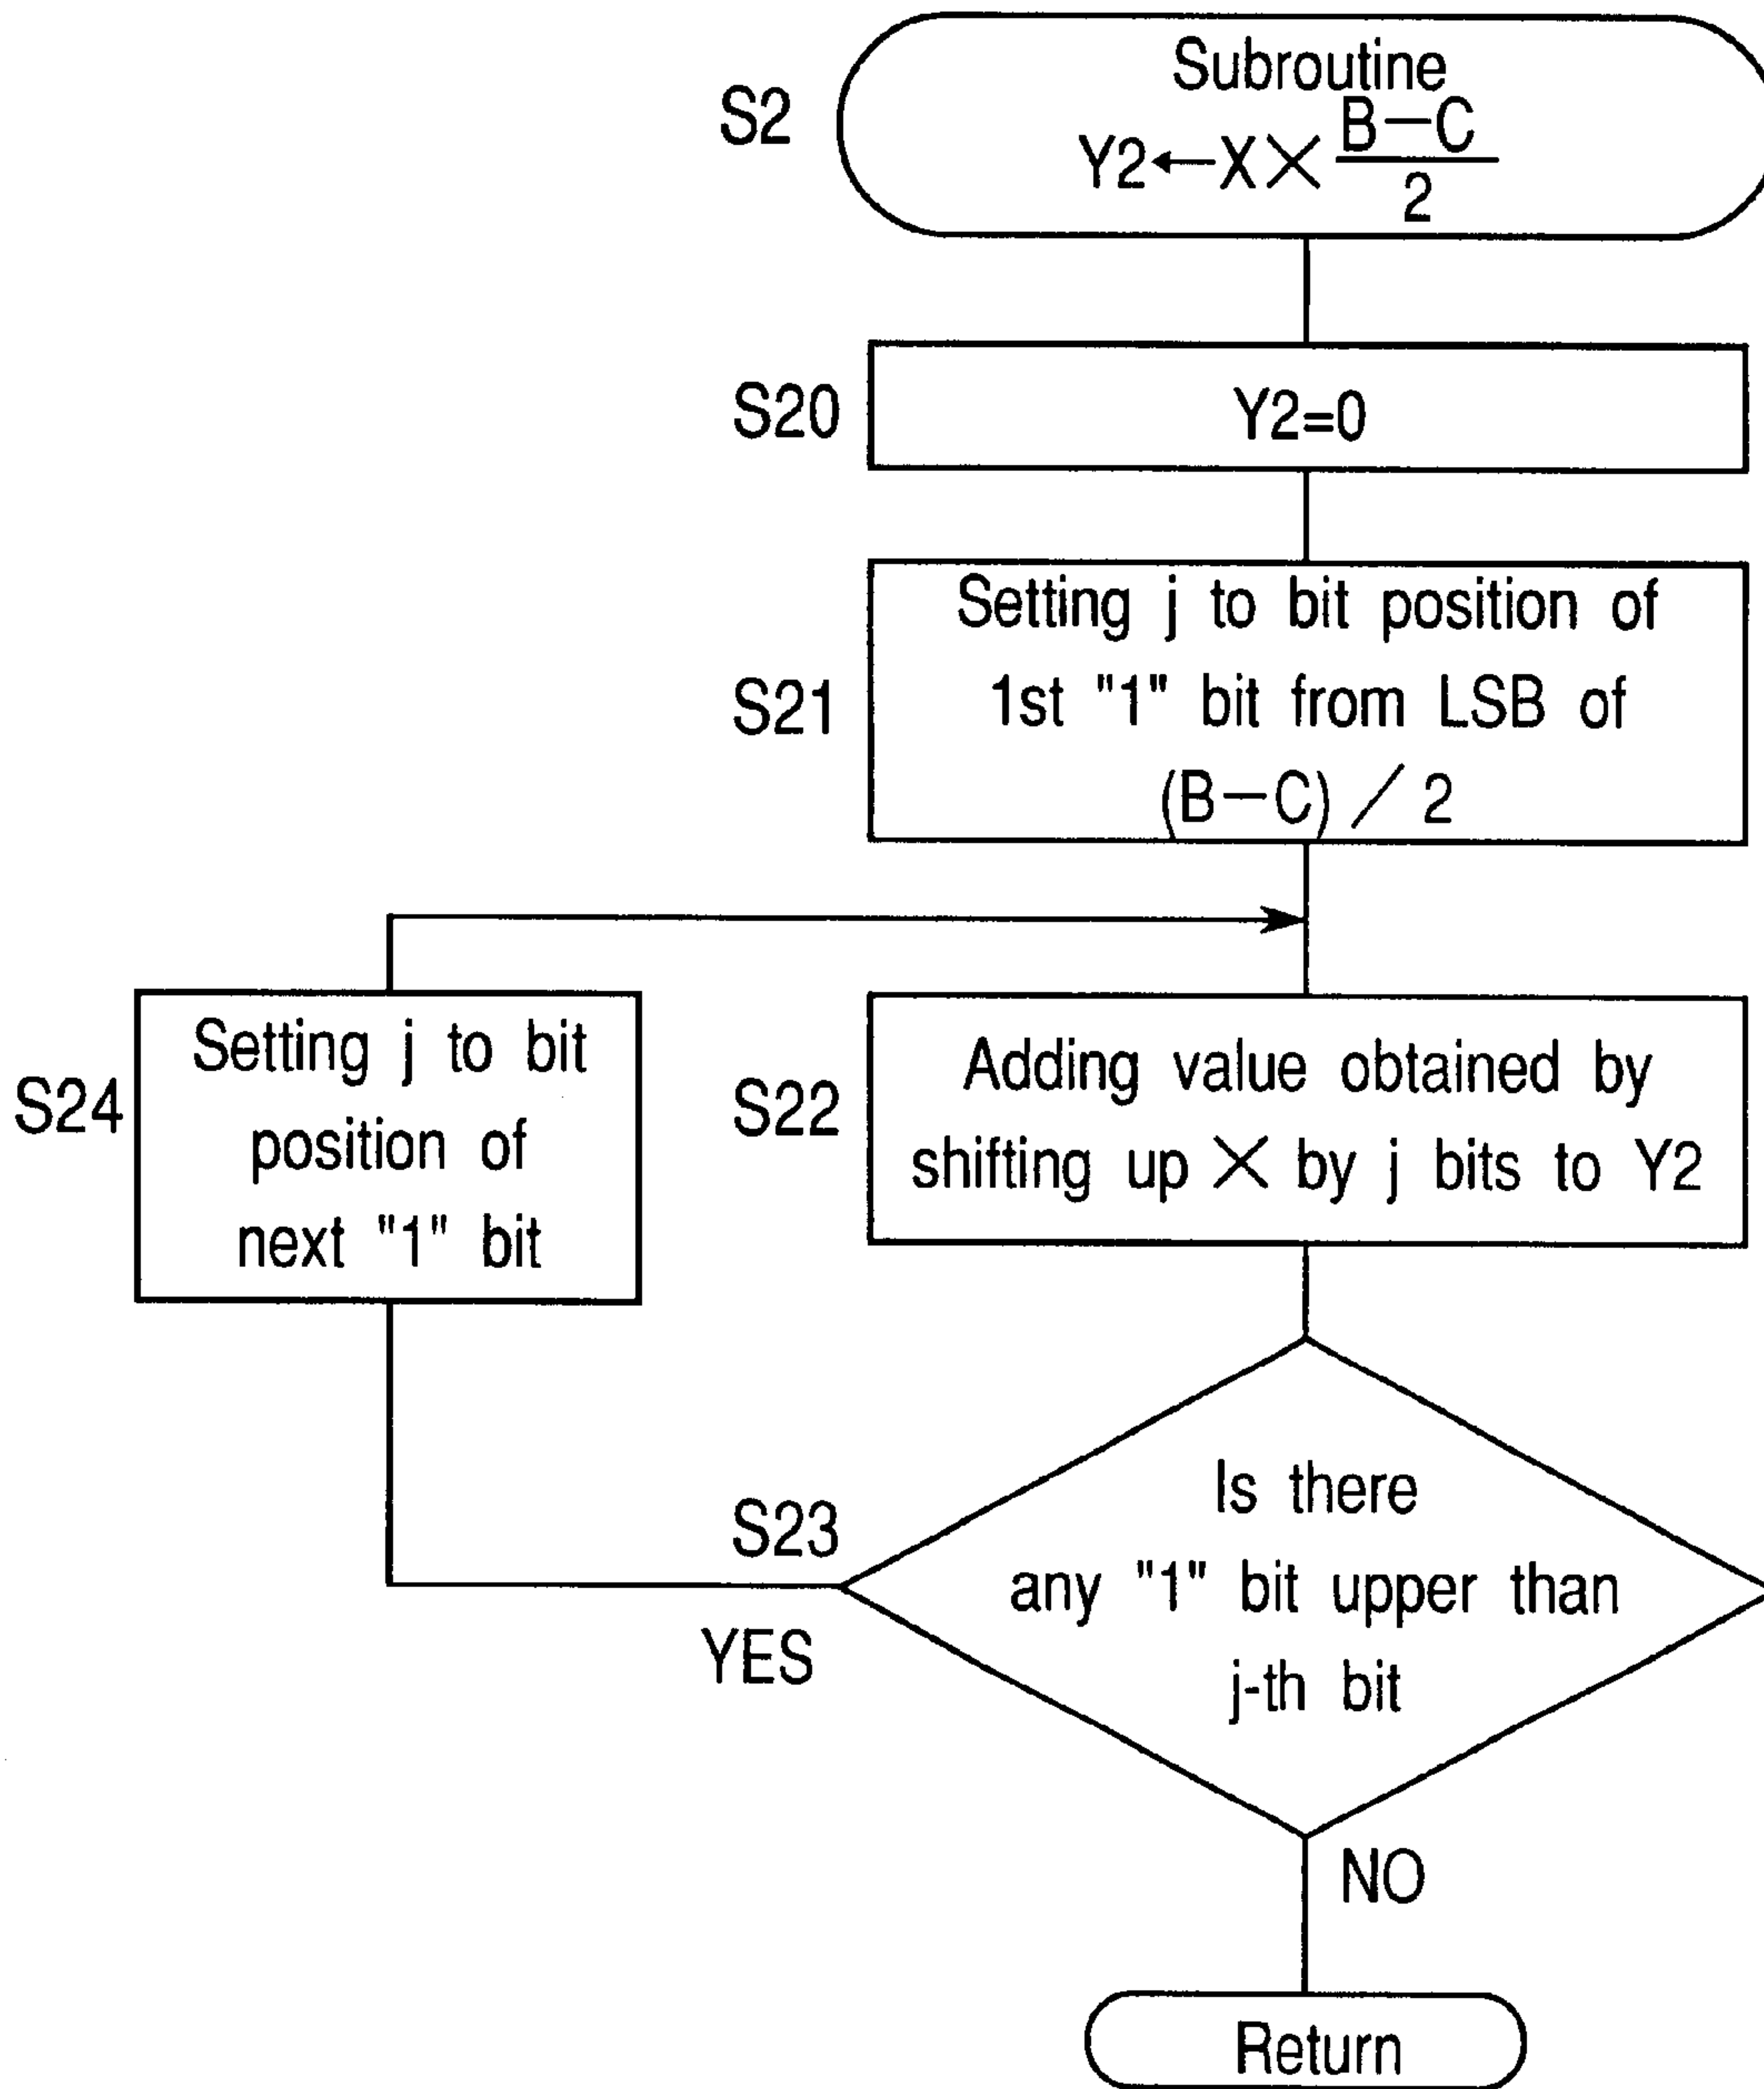 Subroutine
S2
Y2←X×(B−C)/2
S20
Y2=0
S21
Setting j to bit position of
1st "1" bit from LSB of
(B−C)/2
S24
Setting j to bit
position of
next "1" bit
S22
Adding value obtained by
shifting up X by j bits to Y2
S23
Is there
any "1" bit upper than
j-th bit
YES
NO
Return